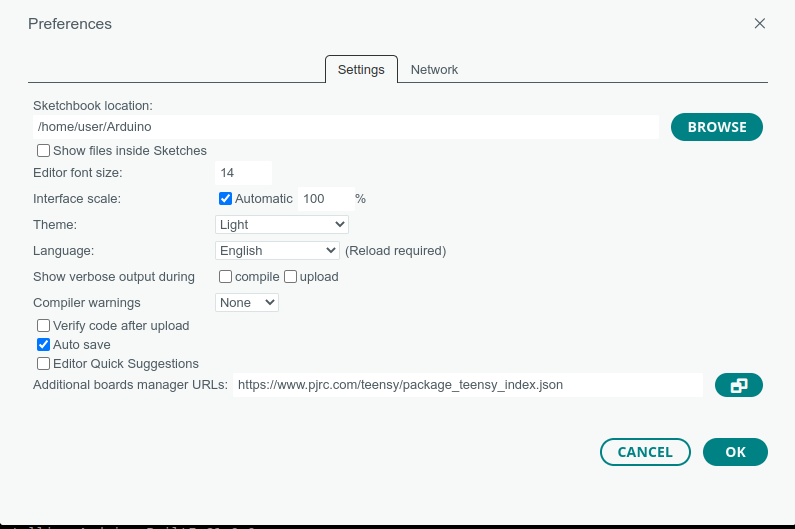 Preferences
Settings Network
Sketchbook location:
/home/user/Arduino BROWSE
Show files inside Sketches
Editor font size: 14
Interface scale: Automatic 100 %
Theme: Light
Language: English (Reload required)
Show verbose output during compile upload
Compiler warnings None
Verify code after upload
Auto save
Editor Quick Suggestions
Additional boards manager URLs: https://www.pjrc.com/teensy/package_teensy_index.json
CANCEL OK